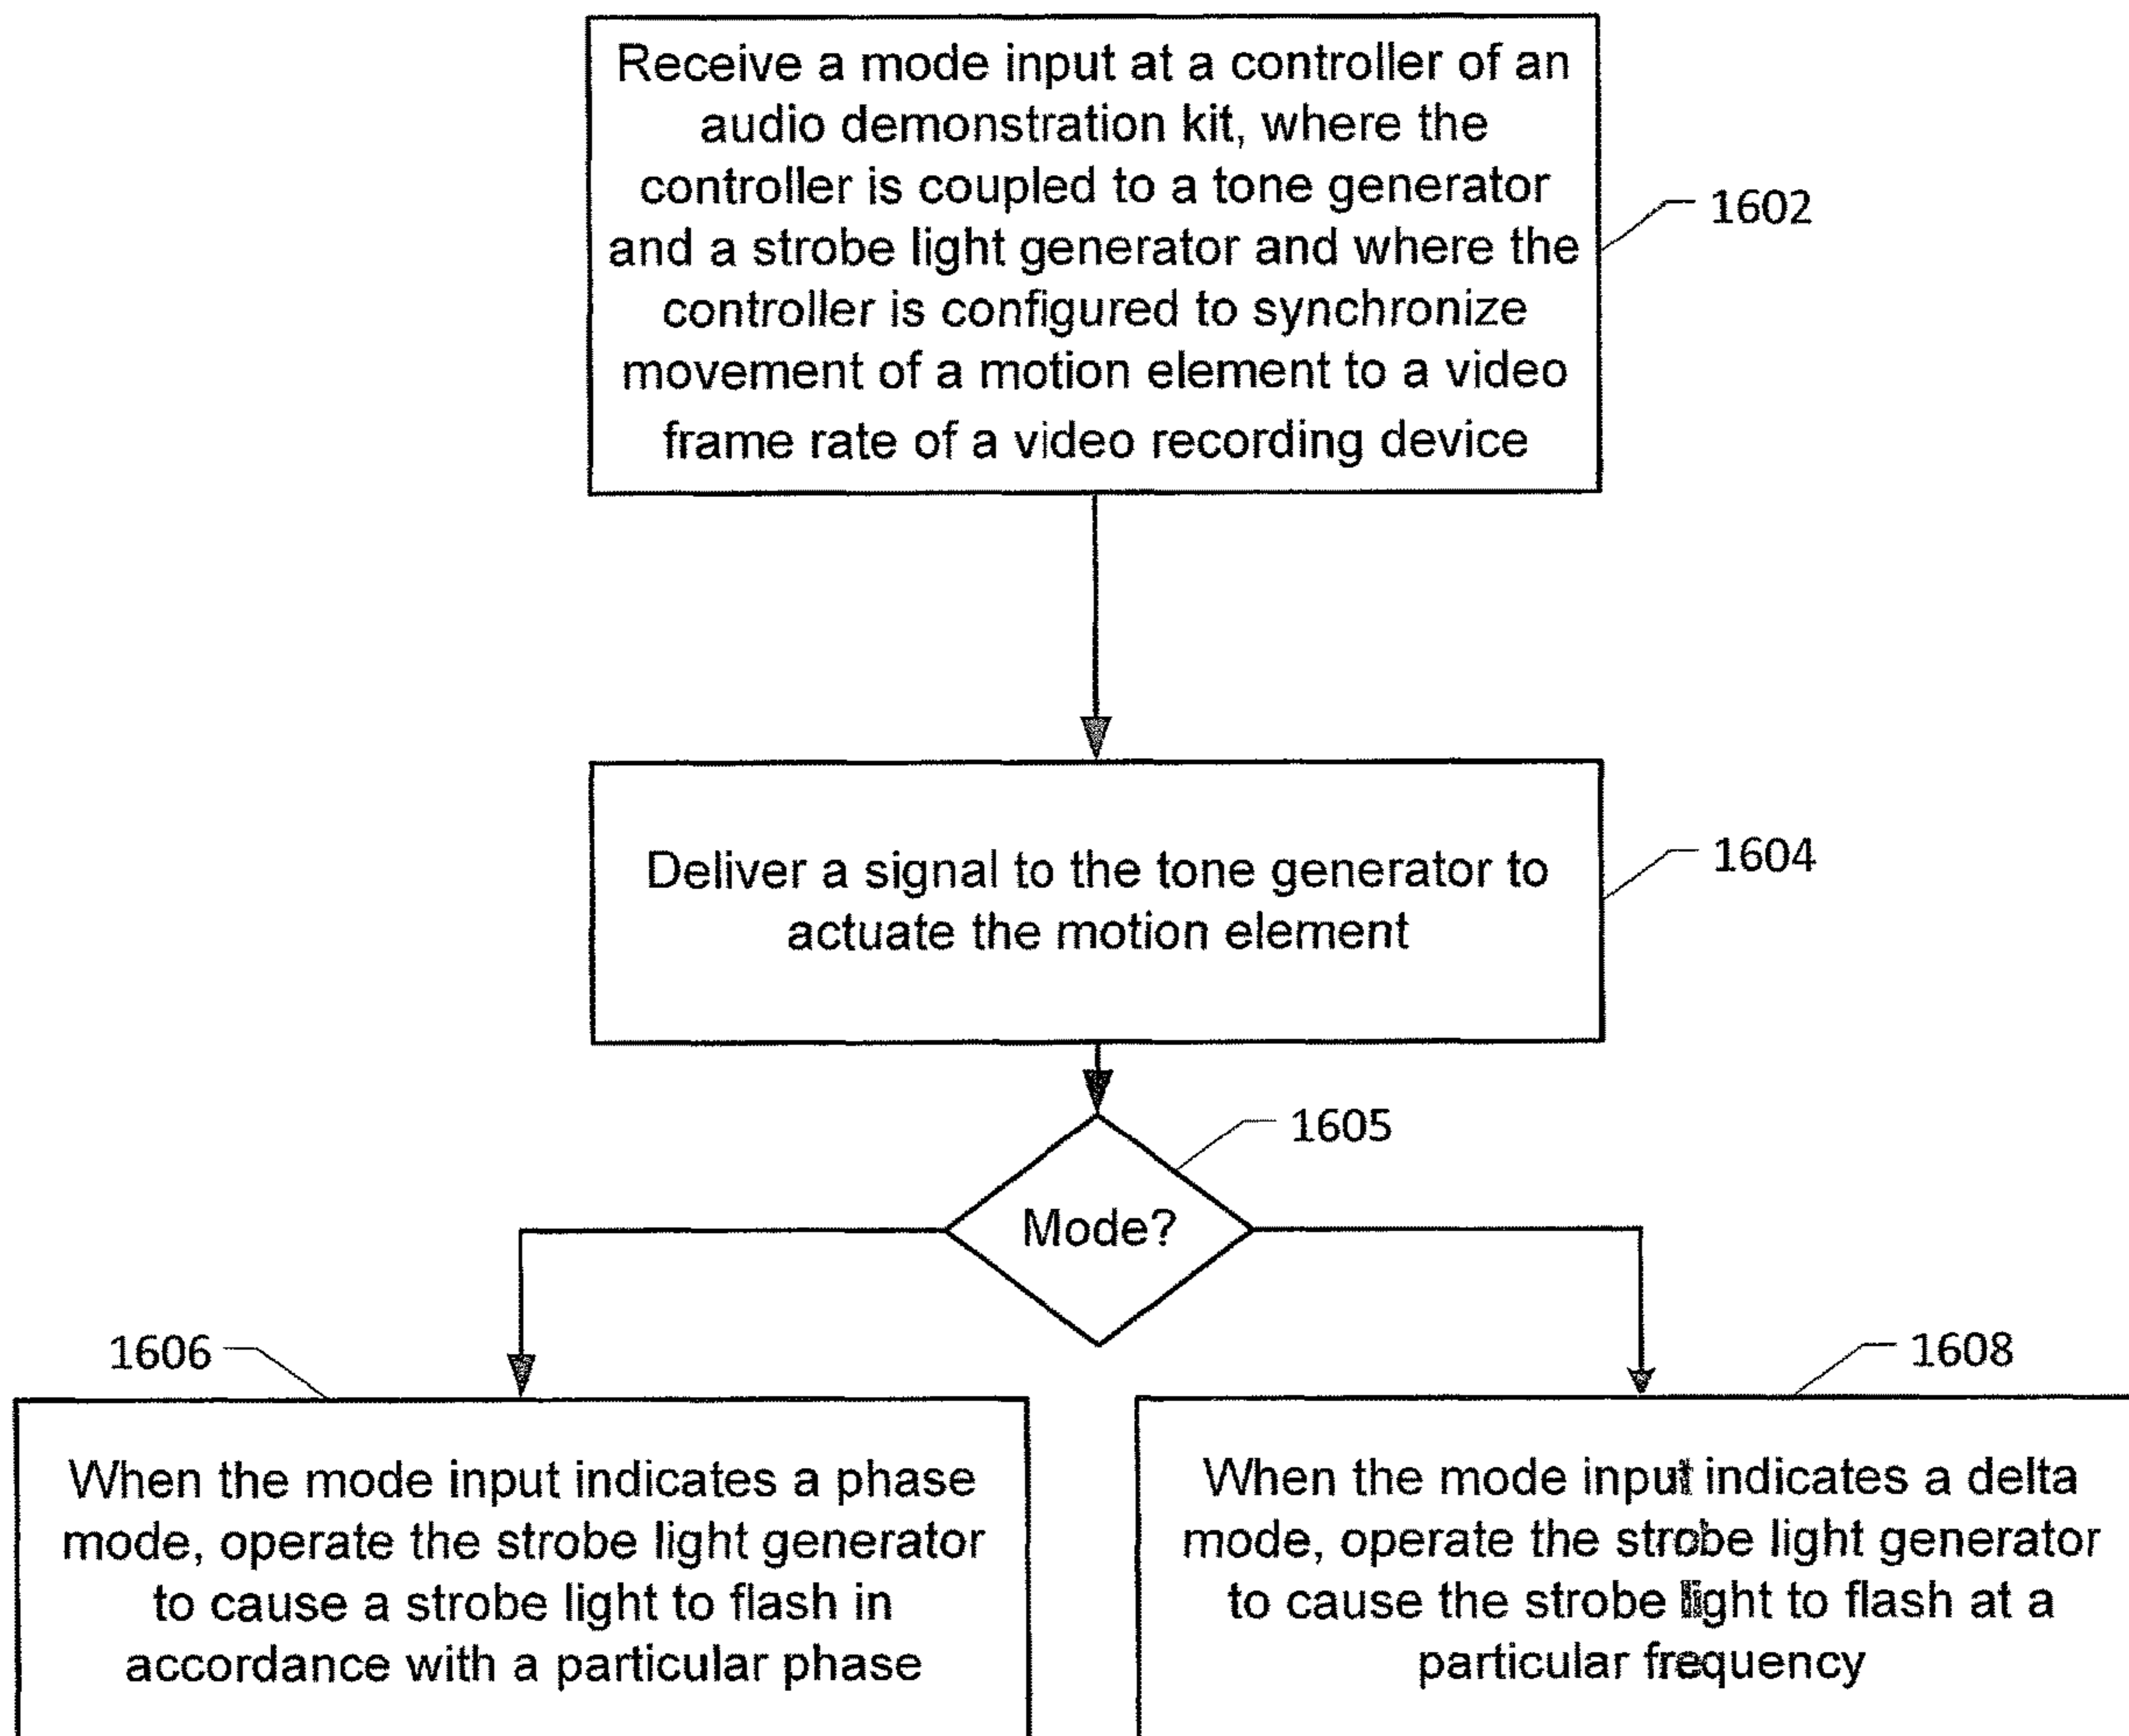 Receive a mode input at a controller of an
audio demonstration kit, where the
controller is coupled to a tone generator
and a strobe light generator and where the
controller is configured to synchronize
movement of a motion element to a video
frame rate of a video recording device
1602
Deliver a signal to the tone generator to
actuate the motion element
1604
1605
Mode?
1606
When the mode input indicates a phase
mode, operate the strobe light generator
to cause a strobe light to flash in
accordance with a particular phase
1608
When the mode input indicates a delta
mode, operate the strobe light generator
to cause the strobe light to flash at a
particular frequency